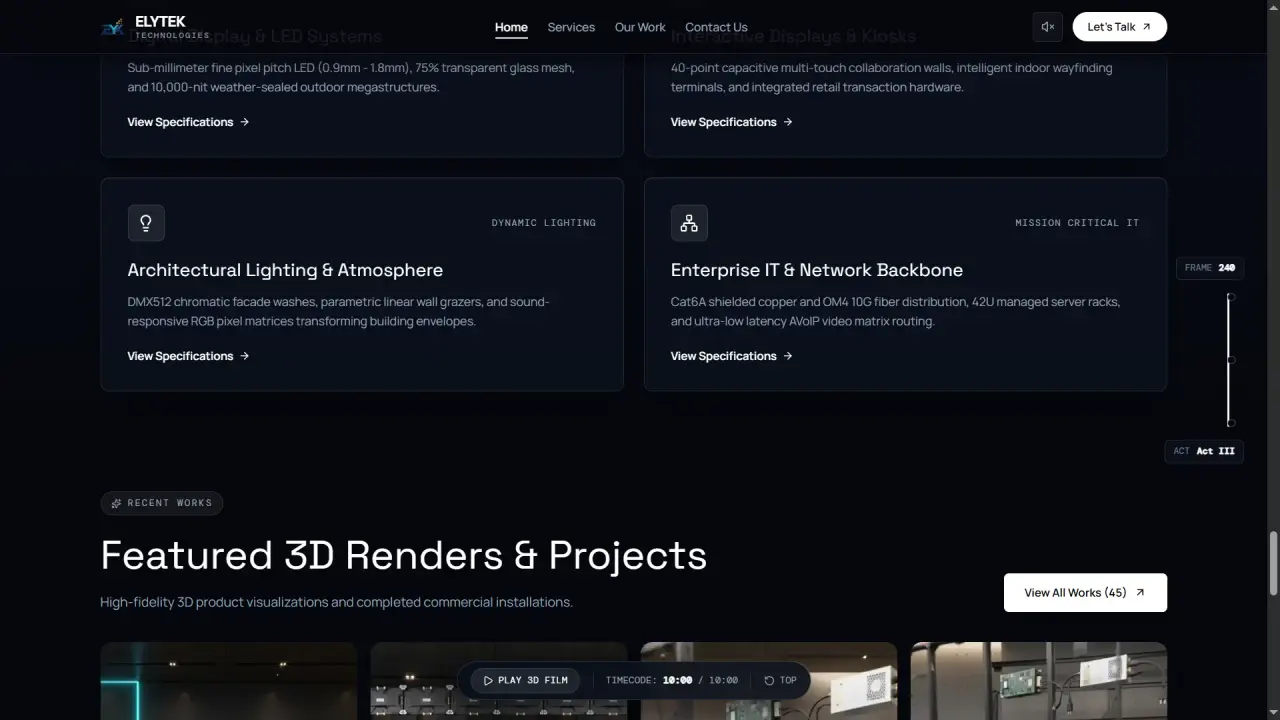 ELYTEK
TECHNOLOGIES
Home
Services
Our Work
Contact Us
Let's Talk
Digital Display & LED Systems
Interactive Displays & Kiosks
Sub-millimeter fine pixel pitch LED (0.9mm - 1.8mm), 75% transparent glass mesh,
and 10,000-nit weather-sealed outdoor megastructures.
View Specifications →
40-point capacitive multi-touch collaboration walls, intelligent indoor wayfinding
terminals, and integrated retail transaction hardware.
View Specifications →
DYNAMIC LIGHTING
Architectural Lighting & Atmosphere
DMX512 chromatic facade washes, parametric linear wall grazers, and sound-
responsive RGB pixel matrices transforming building envelopes.
View Specifications →
MISSION CRITICAL IT
Enterprise IT & Network Backbone
Cat6A shielded copper and OM4 10G fiber distribution, 42U managed server racks,
and ultra-low latency AVoIP video matrix routing.
View Specifications →
FRAME 240
ACT Act III
RECENT WORKS
Featured 3D Renders & Projects
High-fidelity 3D product visualizations and completed commercial installations.
View All Works (45)
PLAY 3D FILM
TIMECODE: 10:00 / 10:00
TOP